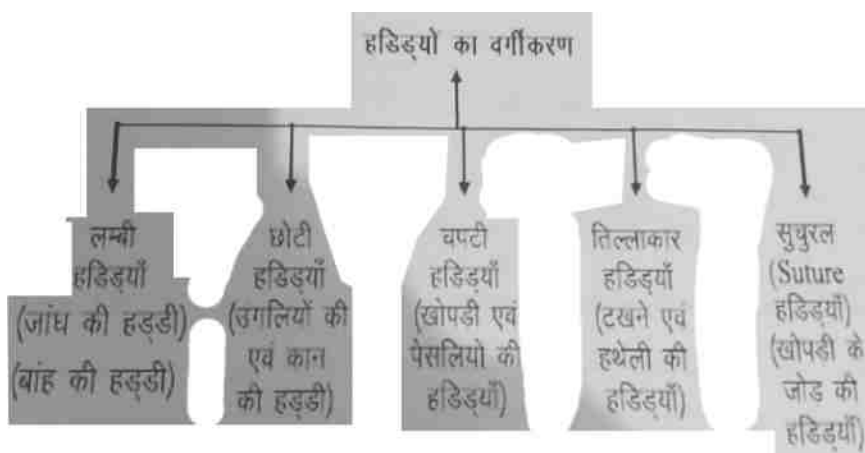 हडिड्यो का वर्गीकरण
लम्बी
हडिड्याँ
(जांघ की हड्डी)
(बांह की हड्डी)
छोटी
हडिड्याँ
(उगलियों की
एवं कान
की हड्डी)
चपटी
हडिड्याँ
(खोपडी एवं
पेसलियो की
हडिड्याँ)
तिल्लाकार
हडिड्याँ
(टखने एवं
हथेली की
हडिड्याँ)
सुचुरल
(Suture
हडिड्याँ)
(खोपडी के
जोड की
हडिड्याँ)